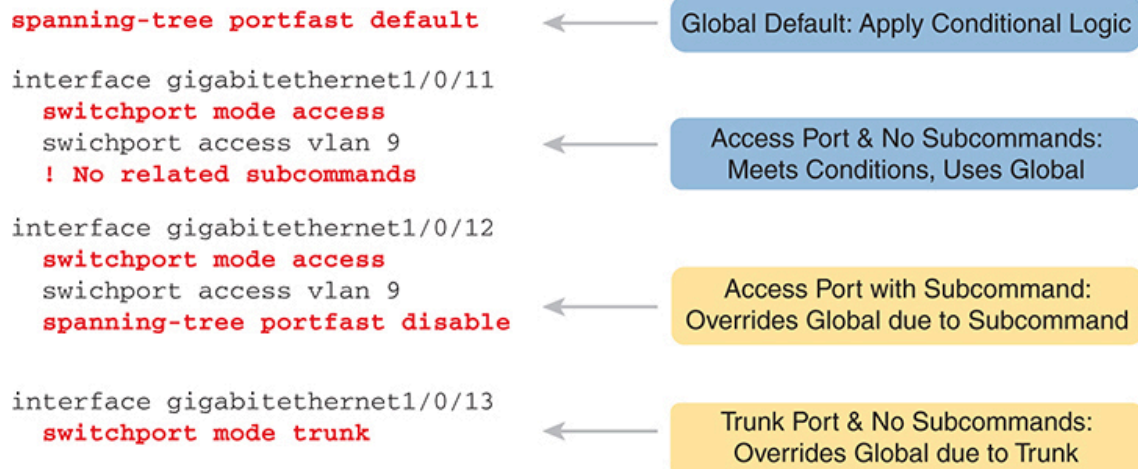 spanning-tree portfast default
Global Default: Apply Conditional Logic
interface gigabitethernet1/0/11
switchport mode access
swichport access vlan 9
! No related subcommands
Access Port & No Subcommands:
Meets Conditions, Uses Global
interface gigabitethernet1/0/12
switchport mode access
swichport access vlan 9
spanning-tree portfast disable
Access Port with Subcommand:
Overrides Global due to Subcommand
interface gigabitethernet1/0/13
switchport mode trunk
Trunk Port & No Subcommands:
Overrides Global due to Trunk